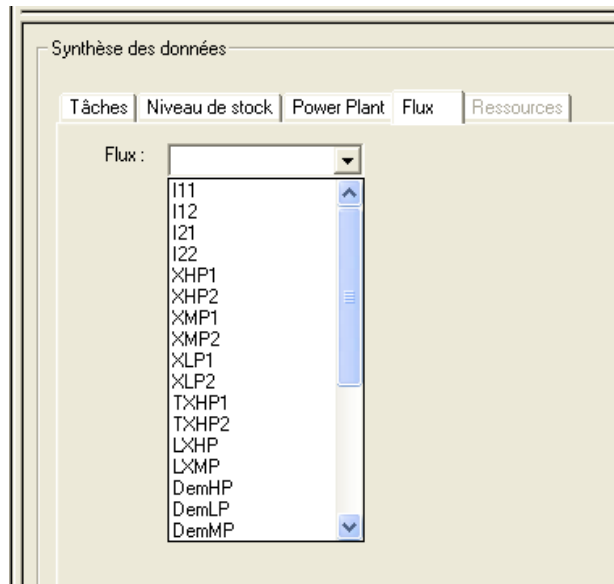 Synthèse des données
Tâches Niveau de stock Power Plant Flux Ressources
Flux :
I11
I12
I21
I22
XHP1
XHP2
XMP1
XMP2
XLP1
XLP2
TXHP1
TXHP2
LXHP
LXMP
DemHP
DemLP
DemMP